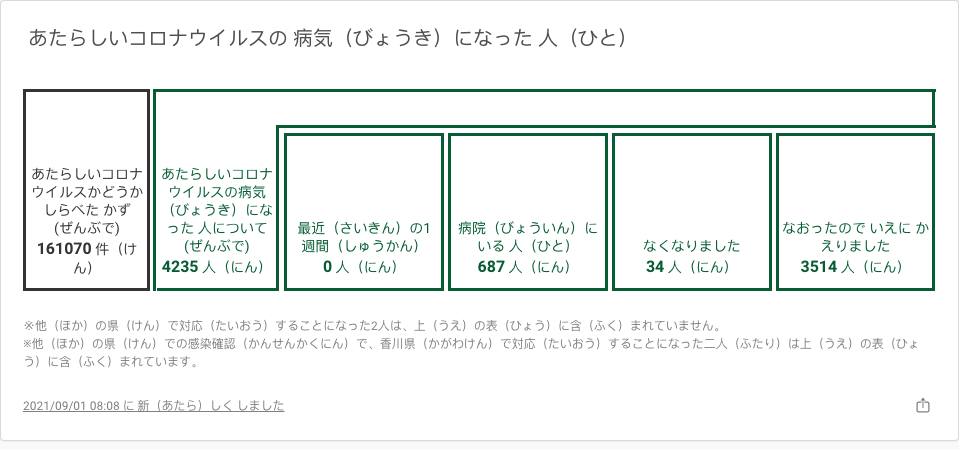 あたらしいコロナウイルスの 病気（びょうき）になった 人（ひと）
あたらしいコロナ
ウイルスかどうか
しらべた かず
(ぜんぶで)
161070 件（け
ん）
あたらしいコロナ
ウイルスの病気
（びょうき）にな
った 人について
(ぜんぶで)
4235 人（にん）
最近（さいきん）の1
週間（しゅうかん）
0 人（にん）
病院（びょういん）に
いる 人（ひと）
687 人（にん）
なくなりました
34 人（にん）
なおったので いえに か
えりました
3514 人（にん）
※他（ほか）の県（けん）で対応（たいおう）することになった2人は、上（うえ）の表（ひょう）に含（ふく）まれていません。
※他（ほか）の県（けん）での感染確認（かんせんかくにん）で、香川県（かがわけん）で対応（たいおう）することになった二人（ふたり）は上（うえ）の表（ひょ
う）に含（ふく）まれています。
2021/09/01 08:08 に 新（あたら）しく しました